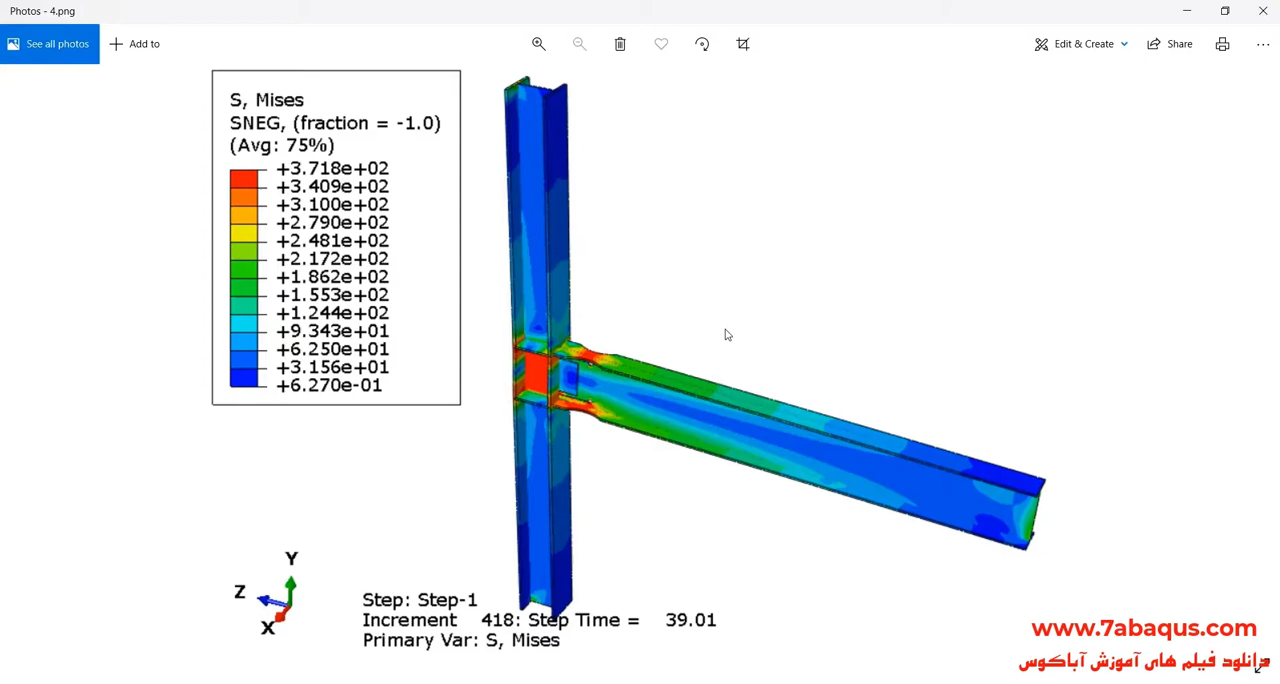 Photos - 4.png
See all photos
Add to
Edit & Create
Share
S, Mises
SNEG, (fraction = -1.0)
(Avg: 75%)
+3.718e+02
+3.409e+02
+3.100e+02
+2.790e+02
+2.481e+02
+2.172e+02
+1.862e+02
+1.553e+02
+1.244e+02
+9.343e+01
+6.250e+01
+3.156e+01
+6.270e-01
Y
Z
X
Step: Step-1
Increment 418: Step Time = 39.01
Primary Var: S, Mises
www.7abaqus.com
دانلود فیلم های آموزش آباکوس